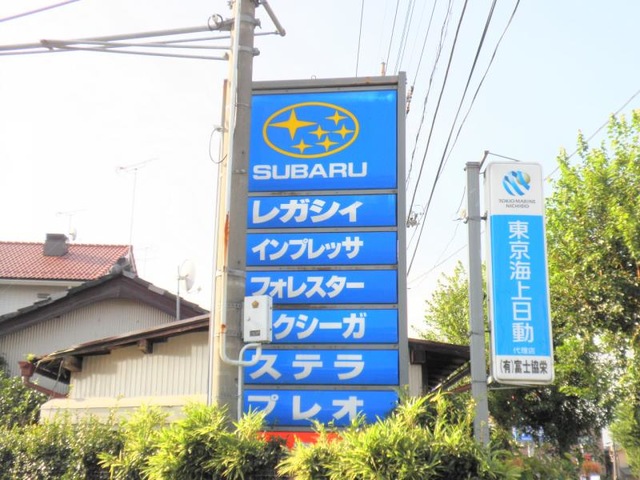 SUBARU
レガシィ
インプレッサ
フォレスター
クシーガ
ステラ
プレオ
TOKIO MARINE
NICHIDO
東京海上日動
代理店
(有)富士協栄